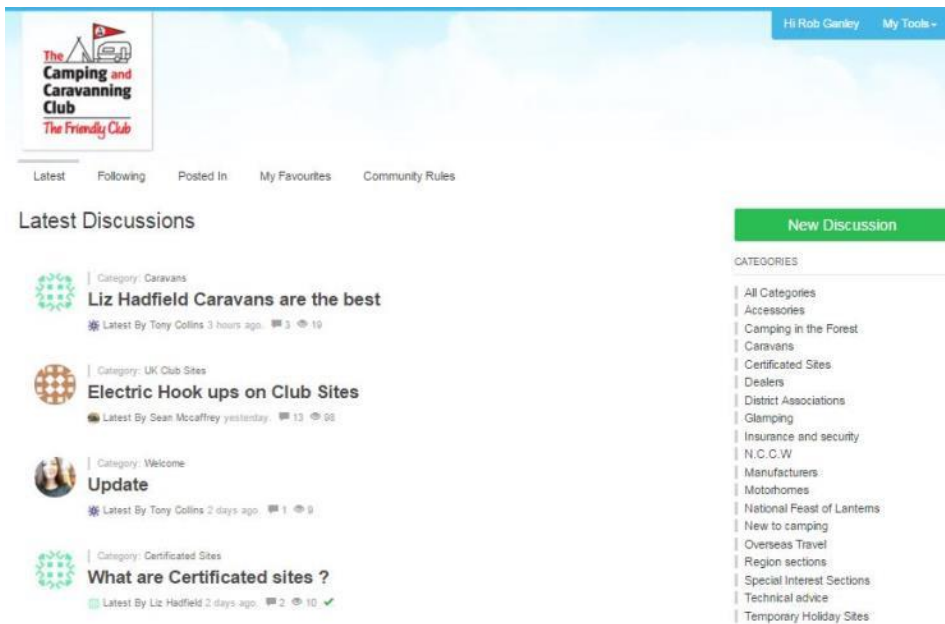 Hi Rob Ganley My Tools
The
Camping and
Caravanning
Club
The Friendly Club
Latest Following Posted In My Favourites Community Rules
Latest Discussions
New Discussion
CATEGORIES
Category: Caravans
Liz Hadfield Caravans are the best
Latest By Tony Collins 3 hours ago. 3 19
Category: UK Club Sites
Electric Hook ups on Club Sites
Latest By Sean Mccaffrey yesterday. 13 98
Category: Welcome
Update
Latest By Tony Collins 2 days ago. 1 9
Category: Certificated Sites
What are Certificated sites ?
Latest By Liz Hadfield 2 days ago. 2 10
All Categories
Accessories
Camping in the Forest
Caravans
Certificated Sites
Dealers
District Associations
Glamping
Insurance and security
N.C.C.W
Manufacturers
Motorhomes
National Feast of Lanterns
New to camping
Overseas Travel
Region sections
Special Interest Sections
Technical advice
Temporary Holiday Sites